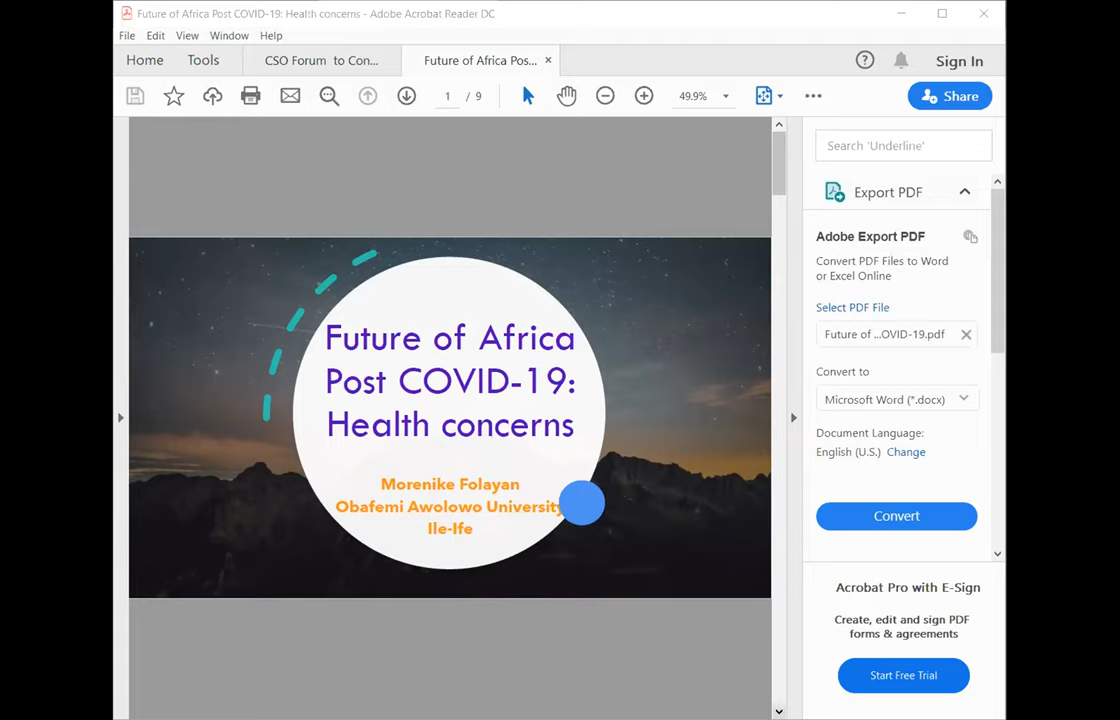 Future of Africa Post COVID-19: Health concerns - Adobe Acrobat Reader DC
File Edit View Window Help
Home Tools CSO Forum to Con... Future of Africa Pos... × Sign In
1 / 9 49.9% Share
Search 'Underline'
Export PDF
Adobe Export PDF
Convert PDF Files to Word
or Excel Online
Select PDF File
Future of ...OVID-19.pdf
Convert to
Microsoft Word (*.docx)
Document Language:
English (U.S.) Change
Convert
Acrobat Pro with E-Sign
Create, edit and sign PDF
forms & agreements
Start Free Trial
Future of Africa
Post COVID-19:
Health concerns
Morenike Folayan
Obafemi Awolowo University
Ile-Ife